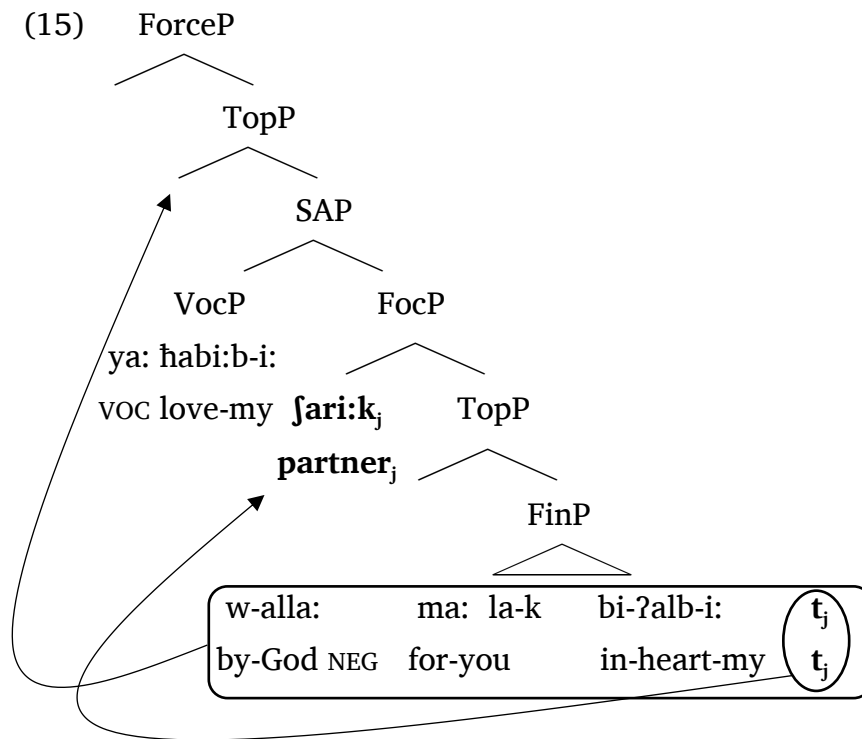 (15) ForceP
TopP
SAP
VocP FocP
ya: ħabi:b-i:
VOC love-my ʃari:kⱼ TopP
partnerⱼ
FinP
w-alla: ma: la-k bi-ʔalb-i: tⱼ
by-God NEG for-you in-heart-my tⱼ